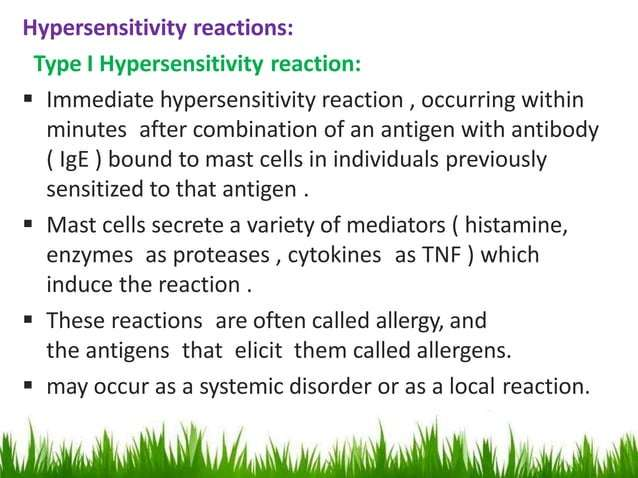 Hypersensitivity reactions:
Type I Hypersensitivity reaction:
▪ Immediate hypersensitivity reaction , occurring within
minutes after combination of an antigen with antibody
( IgE ) bound to mast cells in individuals previously
sensitized to that antigen .
▪ Mast cells secrete a variety of mediators ( histamine,
enzymes as proteases , cytokines as TNF ) which
induce the reaction .
▪ These reactions are often called allergy, and
the antigens that elicit them called allergens.
▪ may occur as a systemic disorder or as a local reaction.